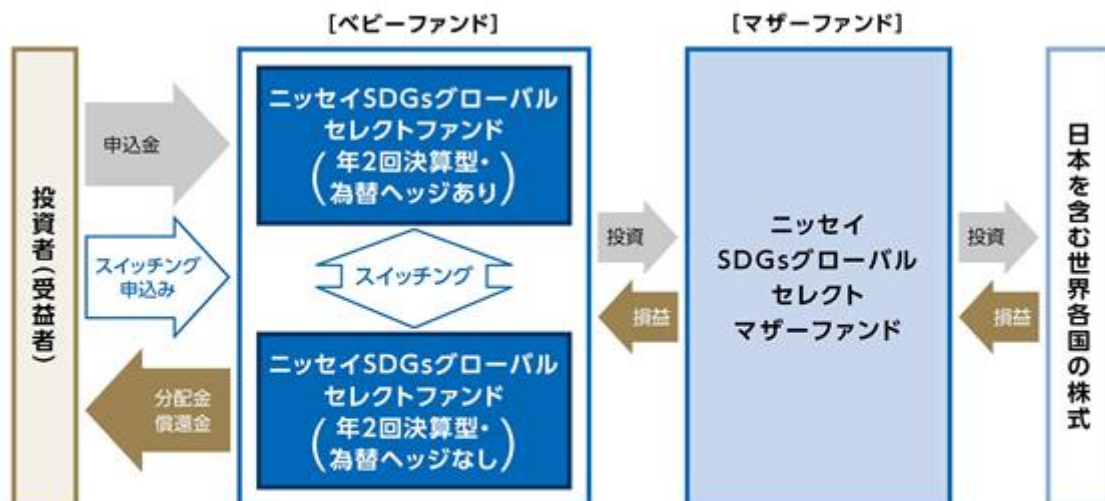 [ベビーファンド]
[マザーファンド]
投資者(受益者)
申込金
スイッチング
申込み
分配金
償還金
ニッセイSDGsグローバル
セレクトファンド
(年2回決算型・
為替ヘッジあり)
スイッチング
ニッセイSDGsグローバル
セレクトファンド
(年2回決算型・
為替ヘッジなし)
投資
損益
ニッセイ
SDGsグローバル
セレクト
マザーファンド
投資
損益
日本を含む世界各国の株式